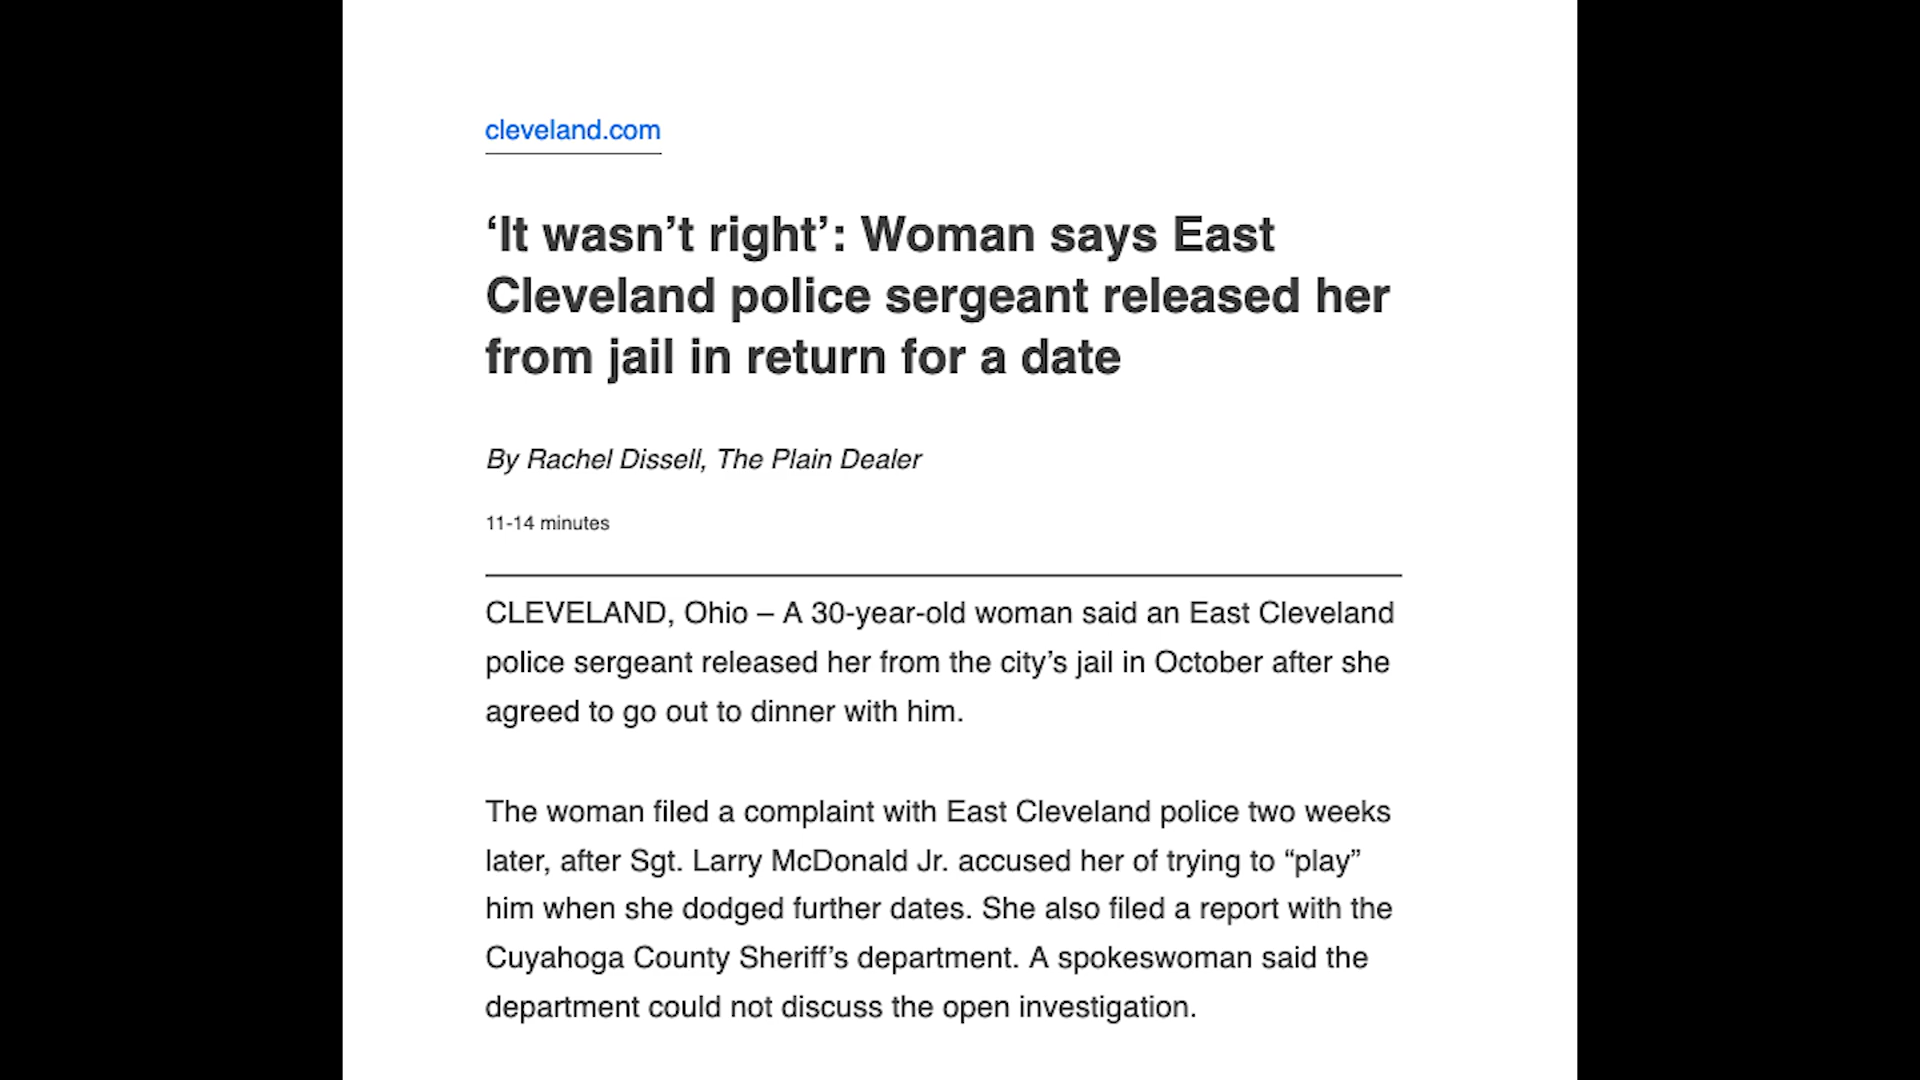 cleveland.com
‘It wasn’t right’: Woman says East
Cleveland police sergeant released her
from jail in return for a date
By Rachel Dissell, The Plain Dealer
11-14 minutes
CLEVELAND, Ohio – A 30-year-old woman said an East Cleveland
police sergeant released her from the city’s jail in October after she
agreed to go out to dinner with him.
The woman filed a complaint with East Cleveland police two weeks
later, after Sgt. Larry McDonald Jr. accused her of trying to “play”
him when she dodged further dates. She also filed a report with the
Cuyahoga County Sheriff’s department. A spokeswoman said the
department could not discuss the open investigation.